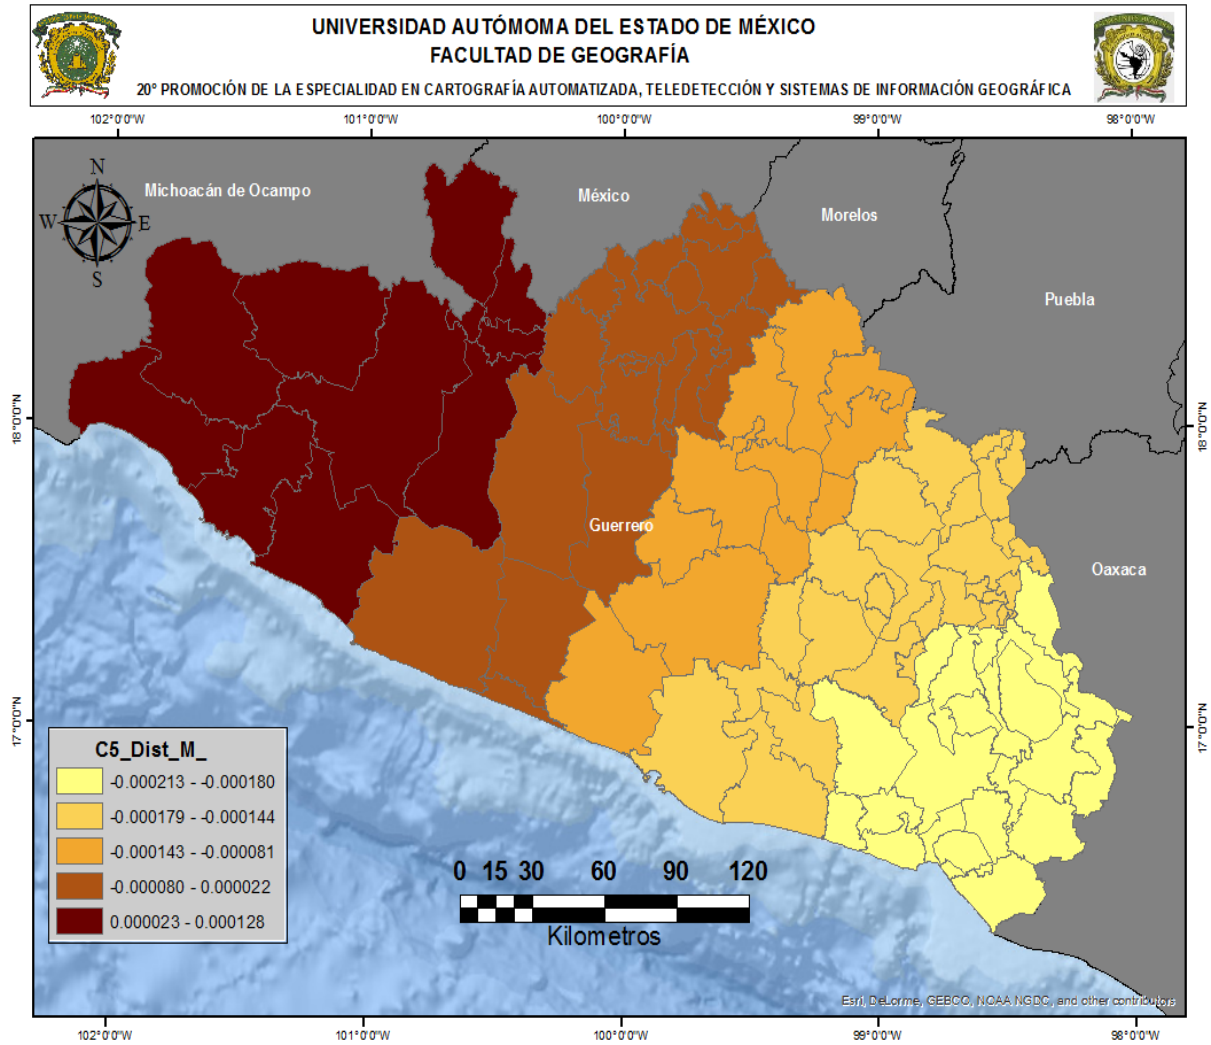 UNIVERSIDAD AUTÓMOMA DEL ESTADO DE MÉXICO
FACULTAD DE GEOGRAFÍA
20° PROMOCIÓN DE LA ESPECIALIDAD EN CARTOGRAFÍA AUTOMATIZADA, TELEDETECCIÓN Y SISTEMAS DE INFORMACIÓN GEOGRÁFICA
102°0'0"W 101°0'0"W 100°0'0"W 99°0'0"W 98°0'0"W
N
W E
S
Michoacán de Ocampo
México
Morelos
Puebla
18°0'0"N
18°0'0"N
Guerrero
Oaxaca
17°0'0"N
17°0'0"N
C5_Dist_M_
-0.000213 - -0.000180
-0.000179 - -0.000144
-0.000143 - -0.000081
-0.000080 - 0.000022
0.000023 - 0.000128
0 15 30 60 90 120
Kilometros
Esri, DeLorme, GEBCO, NOAA NGDC, and other contributors
102°0'0"W 101°0'0"W 100°0'0"W 99°0'0"W 98°0'0"W